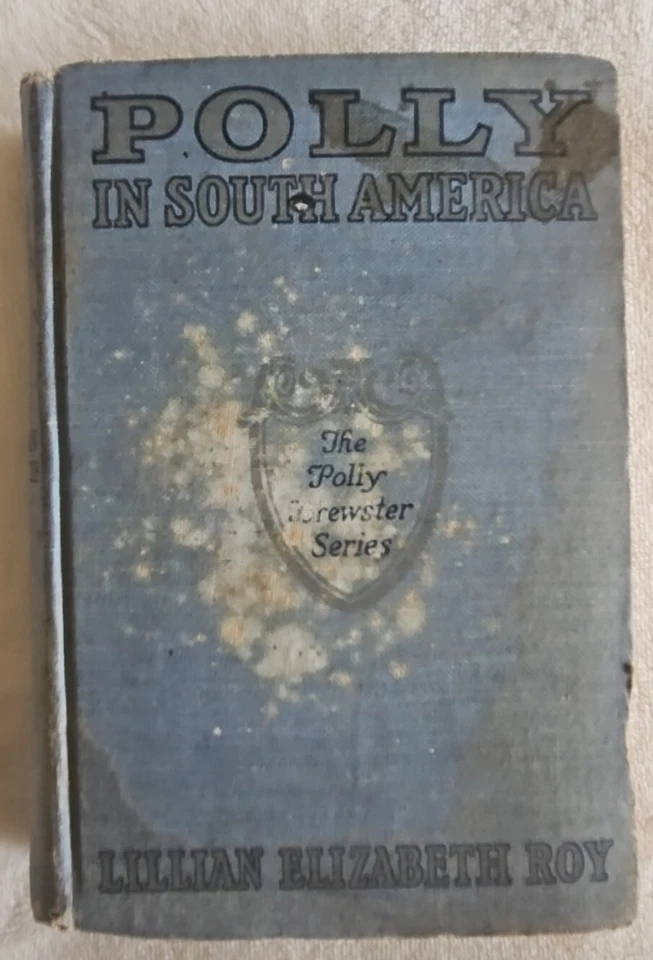 POLLY
IN SOUTH AMERICA
The
Polly
Brewster
Series
LILLIAN ELIZABETH ROY